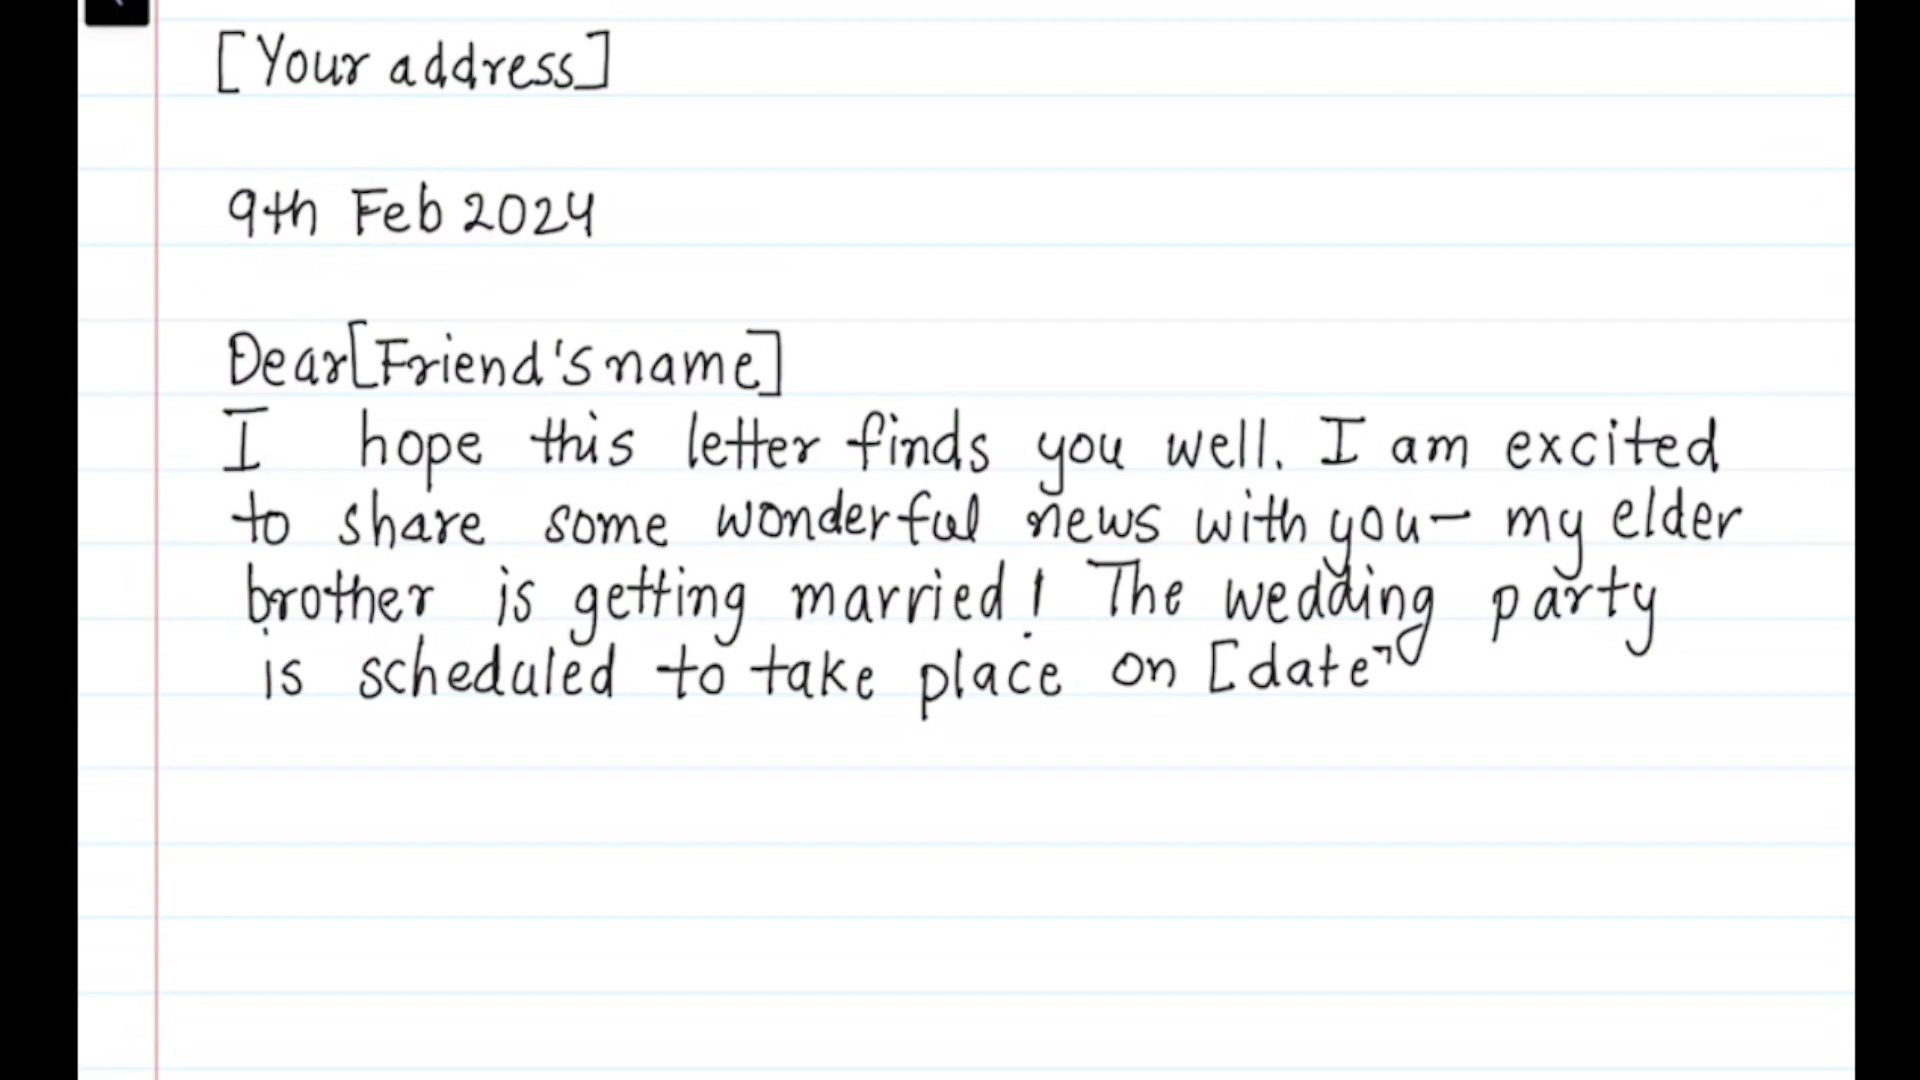 [Your address]
9th Feb 2024
Dear[Friend's name]
I hope this letter finds you well. I am excited
to share some wonderful news with you- my elder
brother is getting married! The wedding party
is scheduled to take place on [date]